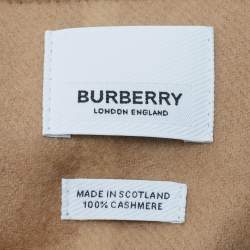 BURBERRY
LONDON ENGLAND
MADE IN SCOTLAND
100% CASHMERE